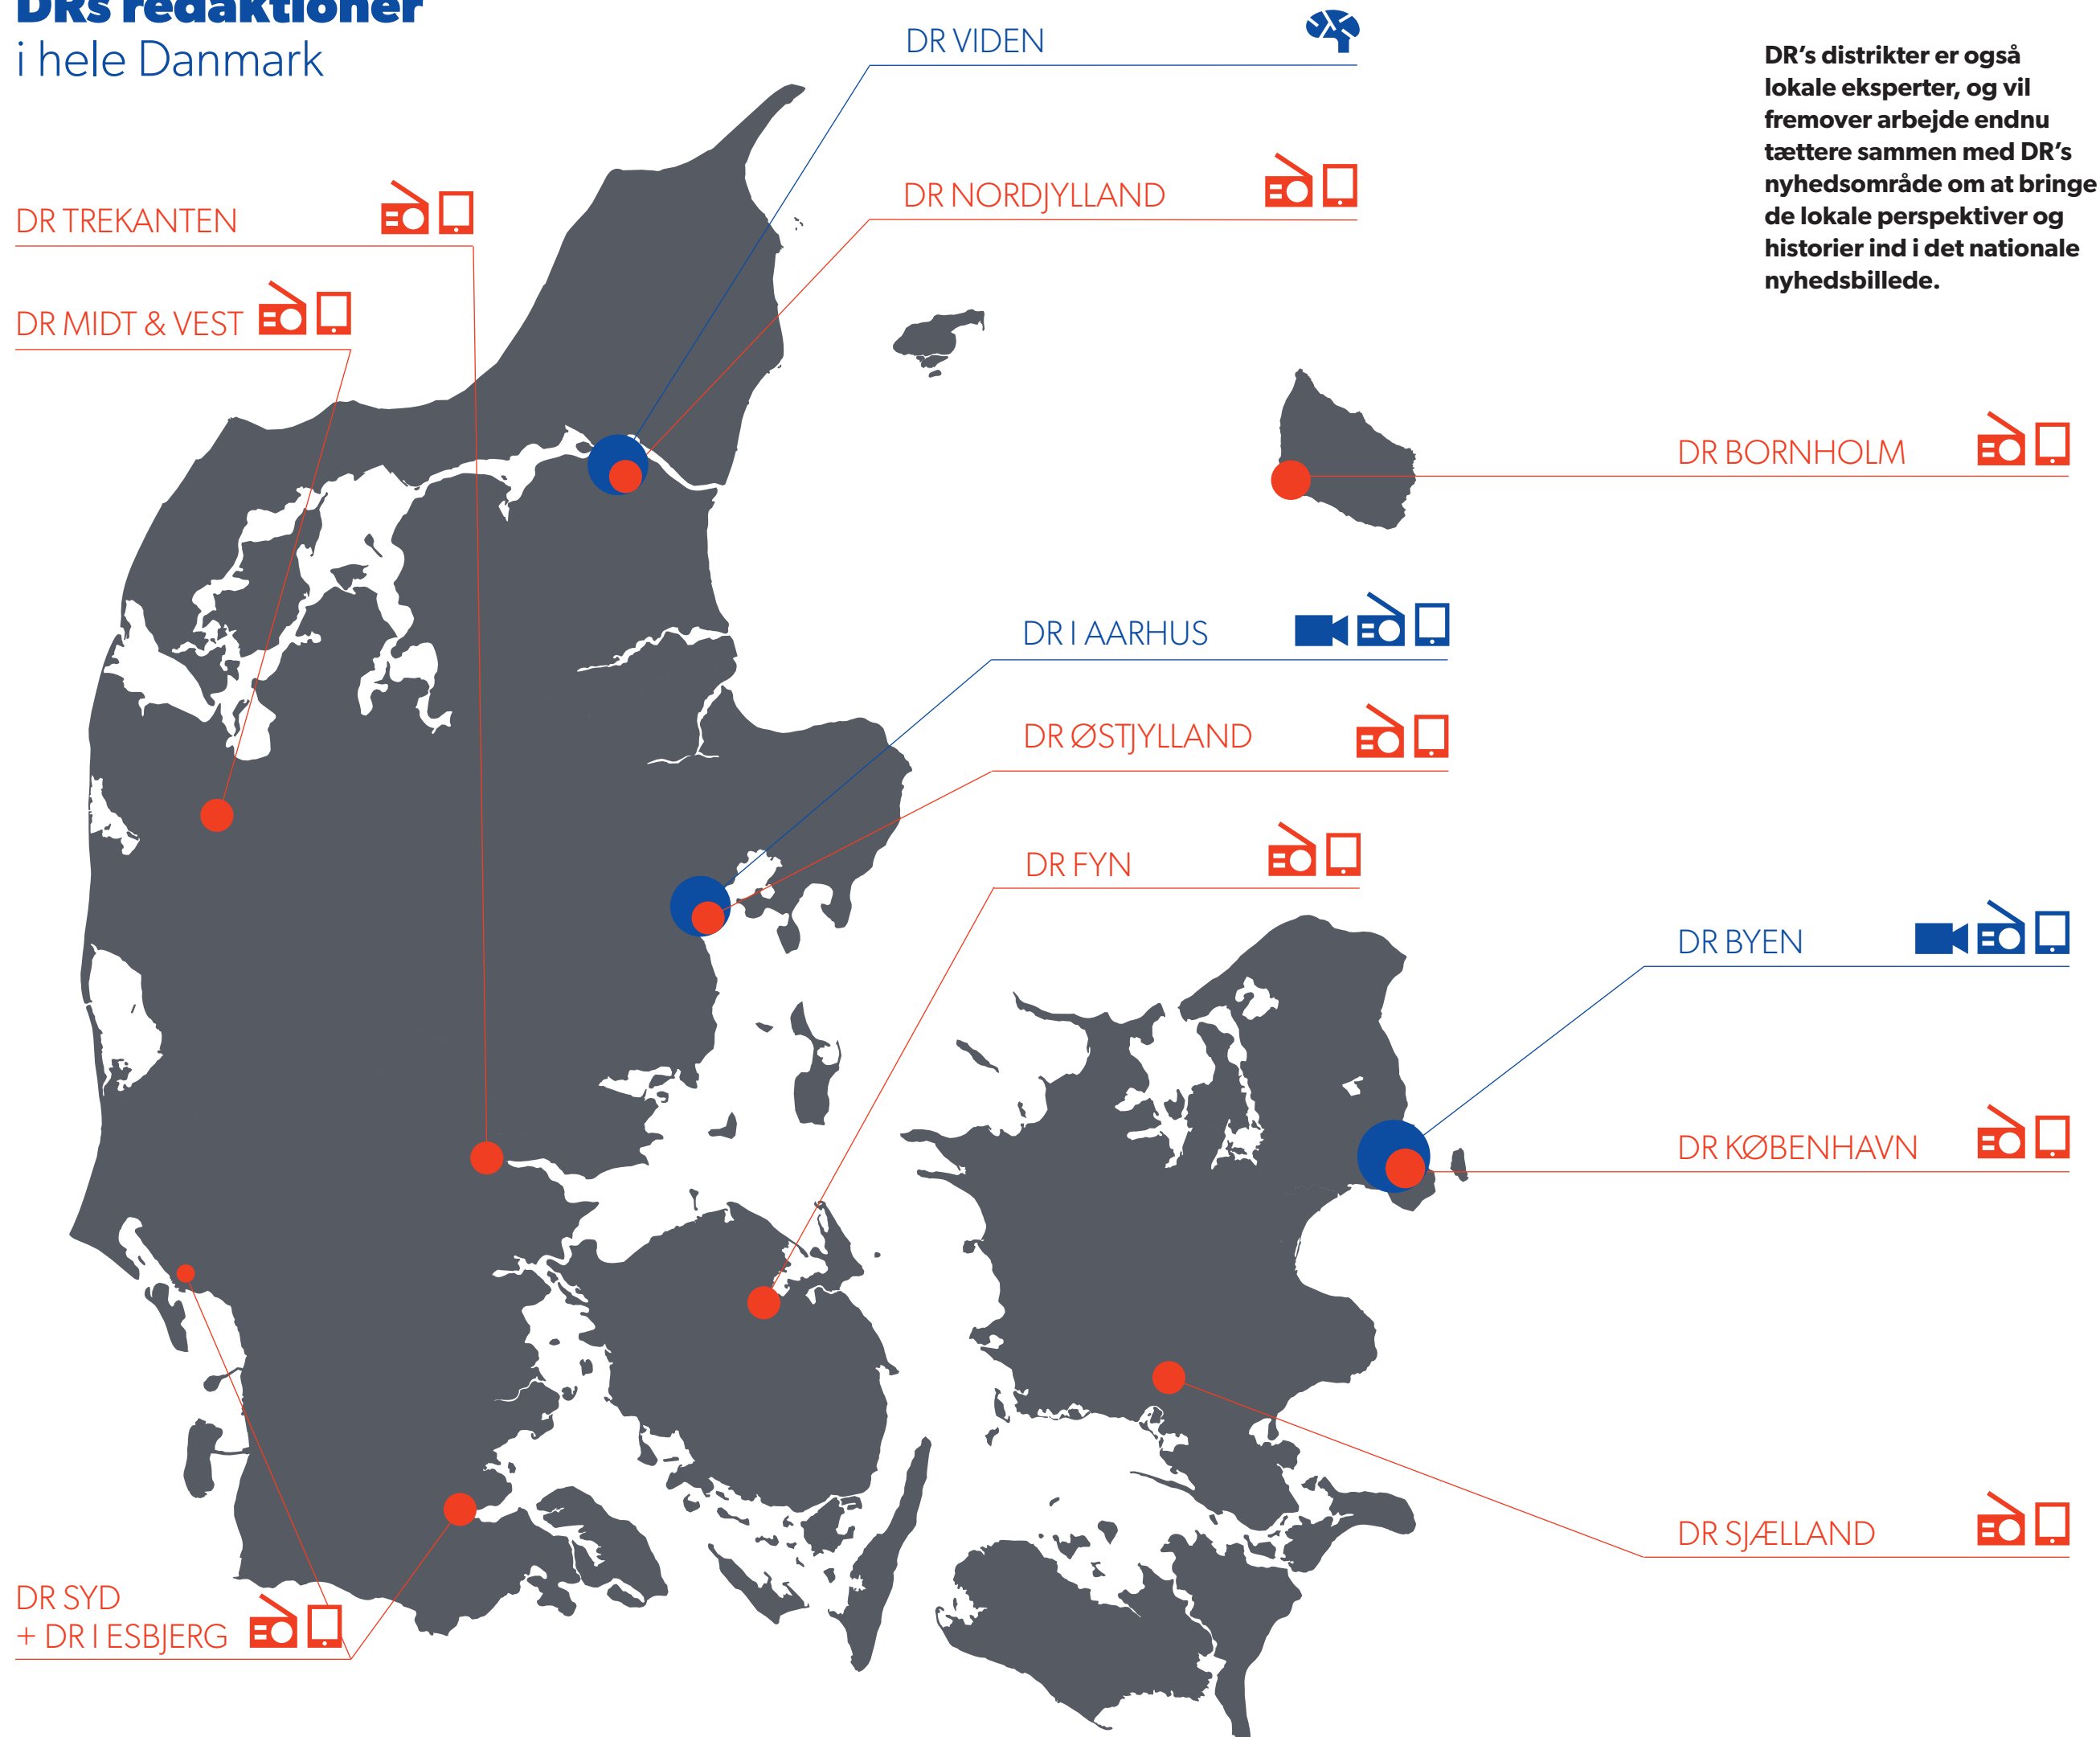 DRs redaktioner
i hele Danmark
DR VIDEN
DR's distrikter er også
lokale eksperter, og vil
fremover arbejde endnu
tættere sammen med DR's
nyhedsområde om at bringe
de lokale perspektiver og
historier ind i det nationale
nyhedsbillede.
DR NORDJYLLAND
DR TREKANTEN
DR MIDT & VEST
DR BORNHOLM
DR I AARHUS
DR ØSTJYLLAND
DR FYN
DR BYEN
DR KØBENHAVN
DR SJÆLLAND
DR SYD
+ DR I ESBJERG